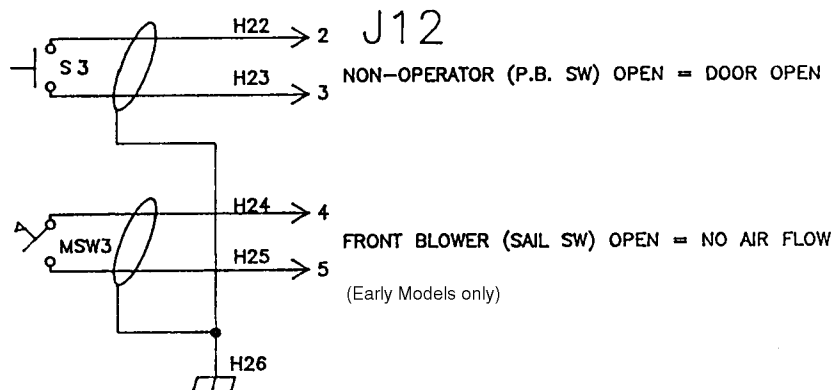 H22
2
J12
S3
H23
3
NON-OPERATOR (P.B. SW) OPEN = DOOR OPEN
H24
4
MSW3
H25
5
FRONT BLOWER (SAIL SW) OPEN = NO AIR FLOW
(Early Models only)
H26